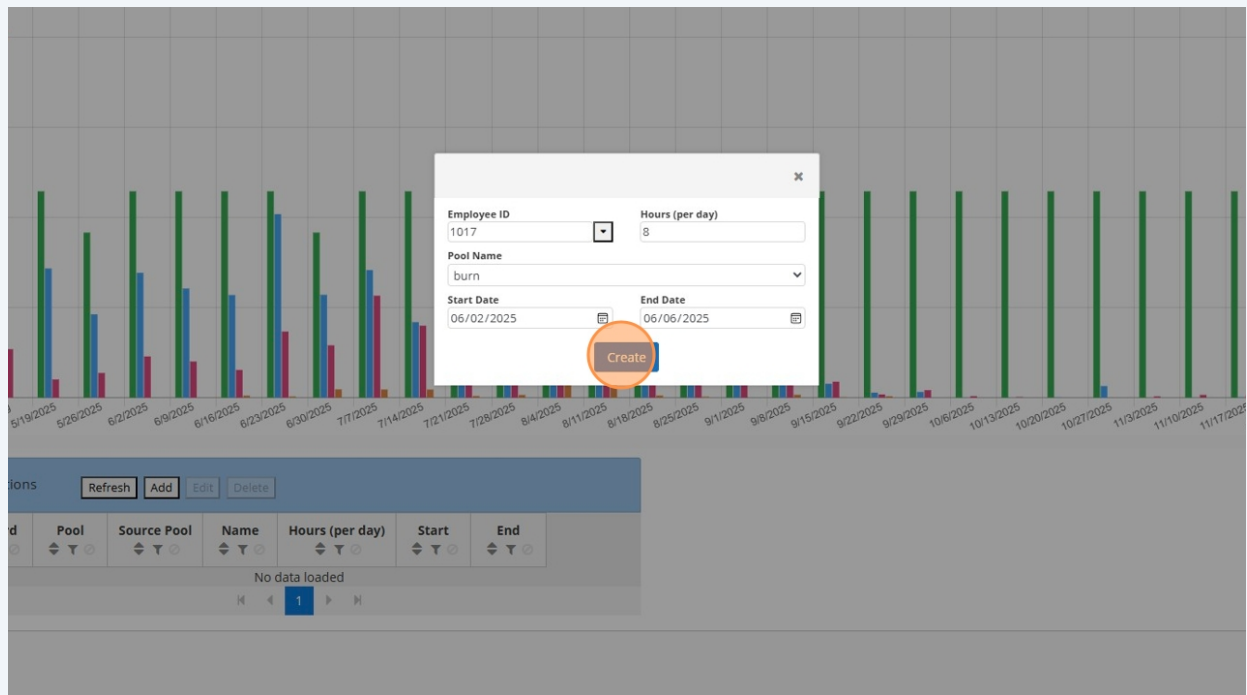 ✖
Employee ID Hours (per day)
1017 8
Pool Name
burn
Start Date End Date
06/02/2025 06/06/2025
Create
5/19/2025 5/26/2025 6/2/2025 6/9/2025 6/16/2025 6/23/2025 6/30/2025 7/7/2025 7/14/2025 7/21/2025 7/28/2025 8/4/2025 8/11/2025 8/18/2025 8/25/2025 9/1/2025 9/8/2025 9/15/2025 9/22/2025 9/29/2025 10/6/2025 10/13/2025 10/20/2025 10/27/2025 11/3/2025 11/10/2025 11/17/2025
tions Refresh Add Edit Delete
rd Pool Source Pool Name Hours (per day) Start End
No data loaded
1